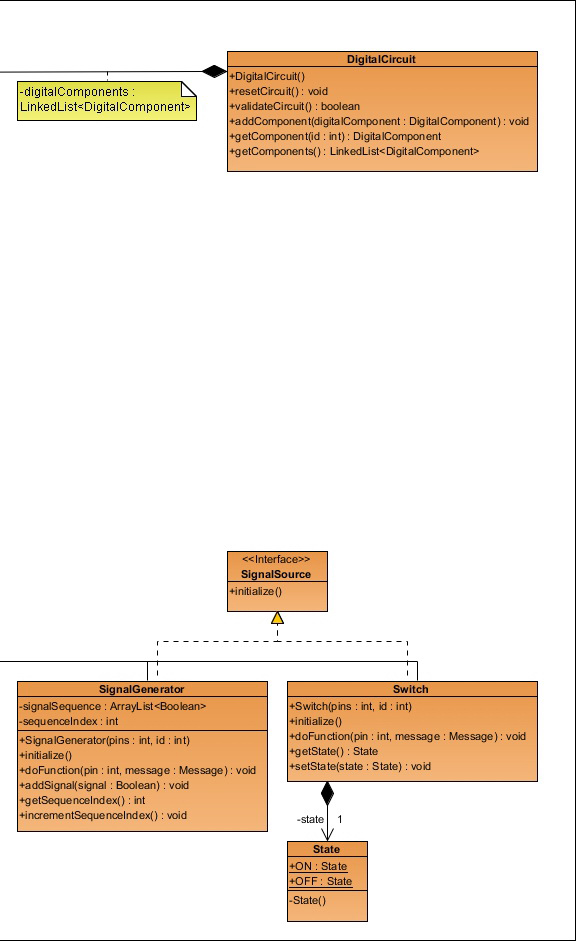 DigitalCircuit
+DigitalCircuit()
+resetCircuit() : void
+validateCircuit() : boolean
+addComponent(digitalComponent : DigitalComponent) : void
+getComponent(id : int) : DigitalComponent
+getComponents() : LinkedList<DigitalComponent>
-digitalComponents :
LinkedList<DigitalComponent>
<<Interface>>
SignalSource
+initialize()
SignalGenerator
-signalSequence : ArrayList<Boolean>
-sequenceIndex : int
+SignalGenerator(pins : int, id : int)
+initialize()
+doFunction(pin : int, message : Message) : void
+addSignal(signal : Boolean) : void
+getSequenceIndex() : int
+incrementSequenceIndex() : void
Switch
+Switch(pins : int, id : int)
+initialize()
+doFunction(pin : int, message : Message) : void
+getState() : State
+setState(state : State) : void
-state 1
State
+ON : State
+OFF : State
-State()